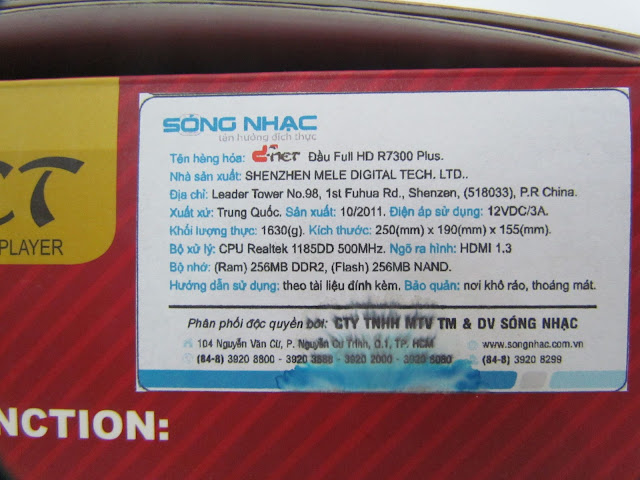 SÓNG NHẠC
tận hưởng đích thực
Tên hàng hóa: d-net Đầu Full HD R7300 Plus.
Nhà sản xuất: SHENZHEN MELE DIGITAL TECH. LTD..
Địa chỉ: Leader Tower No.98, 1st Fuhua Rd., Shenzen, (518033), P.R China.
Xuất xứ: Trung Quốc. Sản xuất: 10/2011. Điện áp sử dụng: 12VDC/3A.
Khối lượng thực: 1630(g) Kích thước: 250(mm) x 190(mm) x 155(mm).
Bộ xử lý: CPU Realtek 1185DD 500MHz. Ngõ ra hình: HDMI 1.3
Bộ nhớ: (Ram) 256MB DDR2, (Flash) 256MB NAND.
Hướng dẫn sử dụng: theo tài liệu đính kèm. Bảo quản: nơi khô ráo, thoáng mát.
Phân phối độc quyền bởi: CTY TNHH MTV TM & DV SÓNG NHẠC
104 Nguyễn Văn Cừ, P. Nguyễn Cư Trinh, Q.1, TP. HCM www.songnhac.com.vn
(84-8) 3920 8800 - 3920 3888 - 3920 2000 - 3920 (84-8) 3920 8299
CT
PLAYER
NCTION: